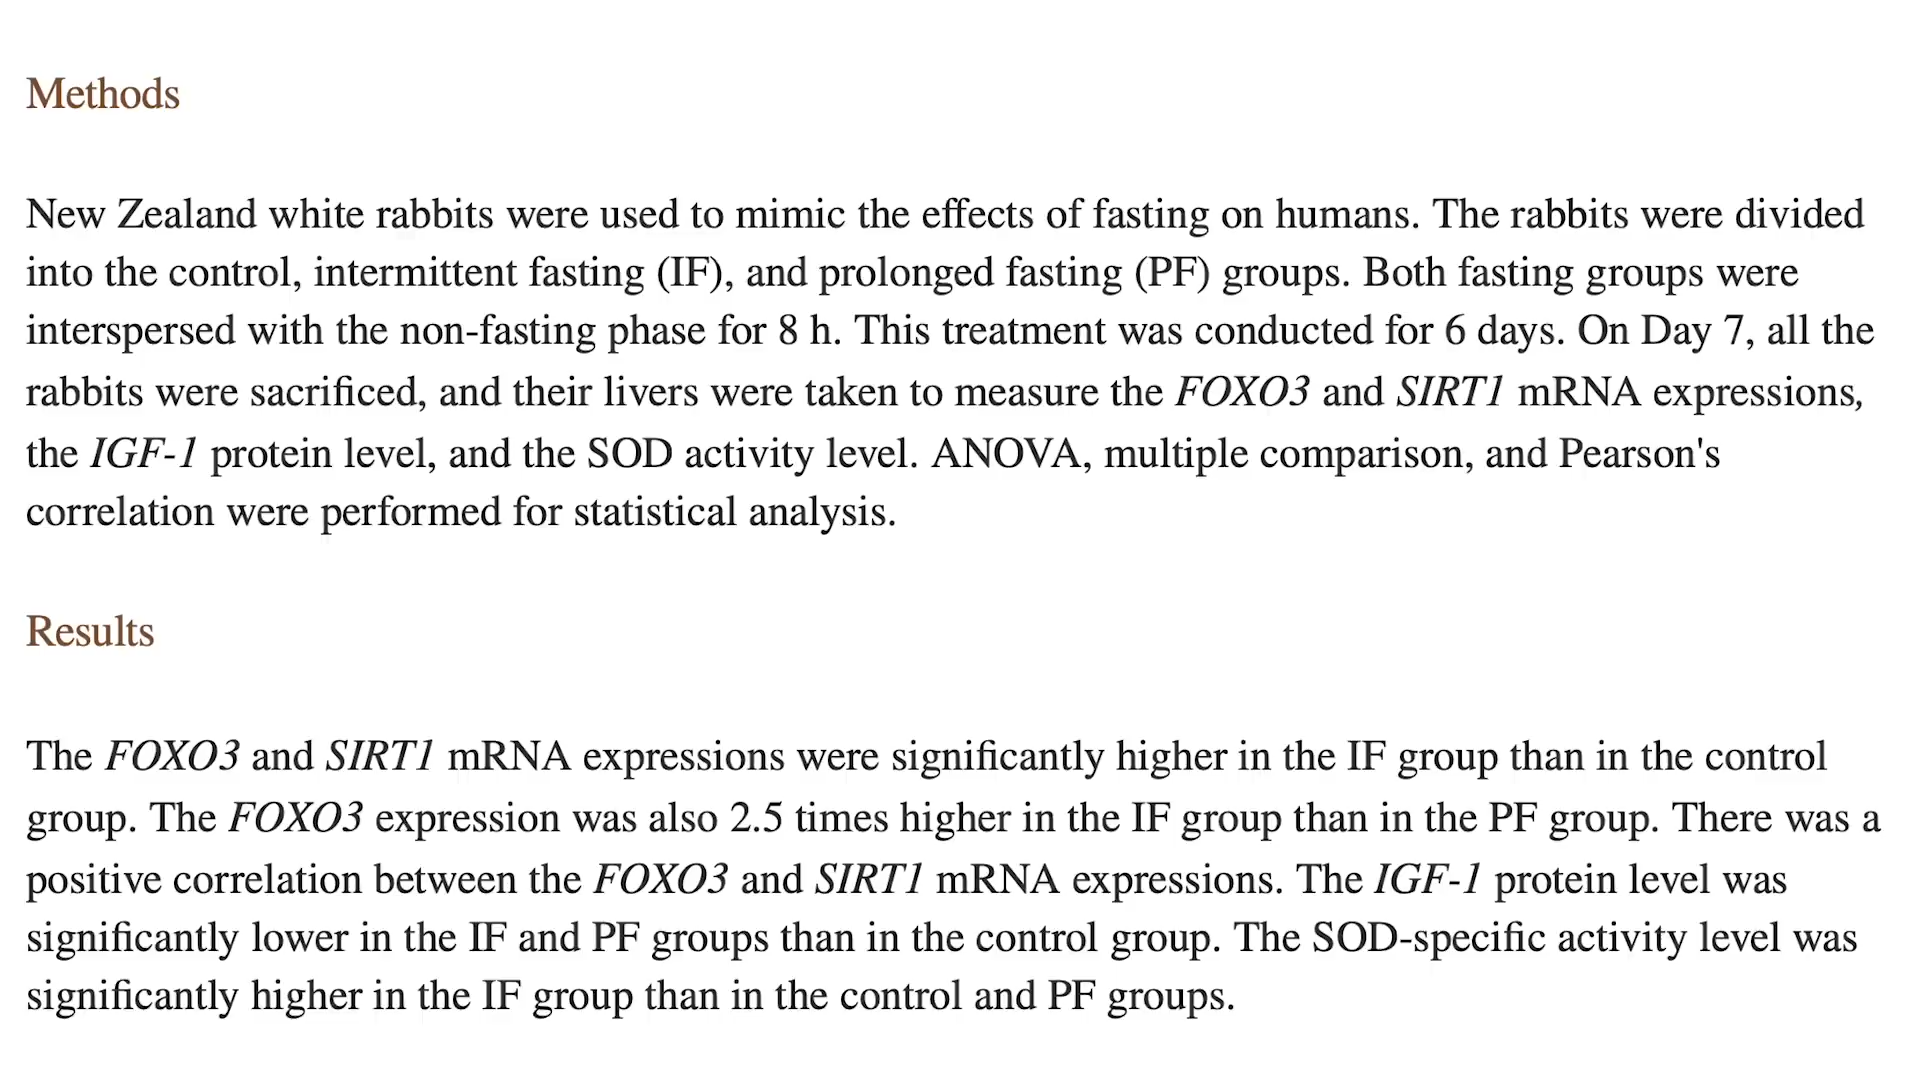 Methods
New Zealand white rabbits were used to mimic the effects of fasting on humans. The rabbits were divided
into the control, intermittent fasting (IF), and prolonged fasting (PF) groups. Both fasting groups were
interspersed with the non-fasting phase for 8 h. This treatment was conducted for 6 days. On Day 7, all the
rabbits were sacrificed, and their livers were taken to measure the FOXO3 and SIRT1 mRNA expressions,
the IGF-1 protein level, and the SOD activity level. ANOVA, multiple comparison, and Pearson's
correlation were performed for statistical analysis.
Results
The FOXO3 and SIRT1 mRNA expressions were significantly higher in the IF group than in the control
group. The FOXO3 expression was also 2.5 times higher in the IF group than in the PF group. There was a
positive correlation between the FOXO3 and SIRT1 mRNA expressions. The IGF-1 protein level was
significantly lower in the IF and PF groups than in the control group. The SOD-specific activity level was
significantly higher in the IF group than in the control and PF groups.